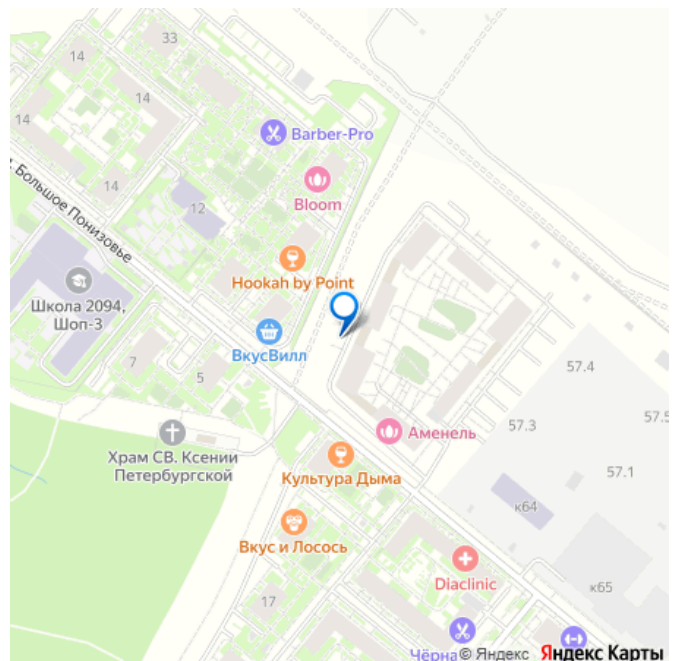 33
14
14
14
Barber-Pro
14
Bloom
12
. Большое Понизовье
Hookah by Point
Школа 2094,
Шоп-3
ВкусВилл
7
5
57.4
57.5
57.3
Аменель
Храм СВ. Ксении
Петербургской
57.1
Культура Дыма
к64
Вкус и Лосось
Diaclinic
к65
17
Чёрна
© Яндекс Яндекс Карты